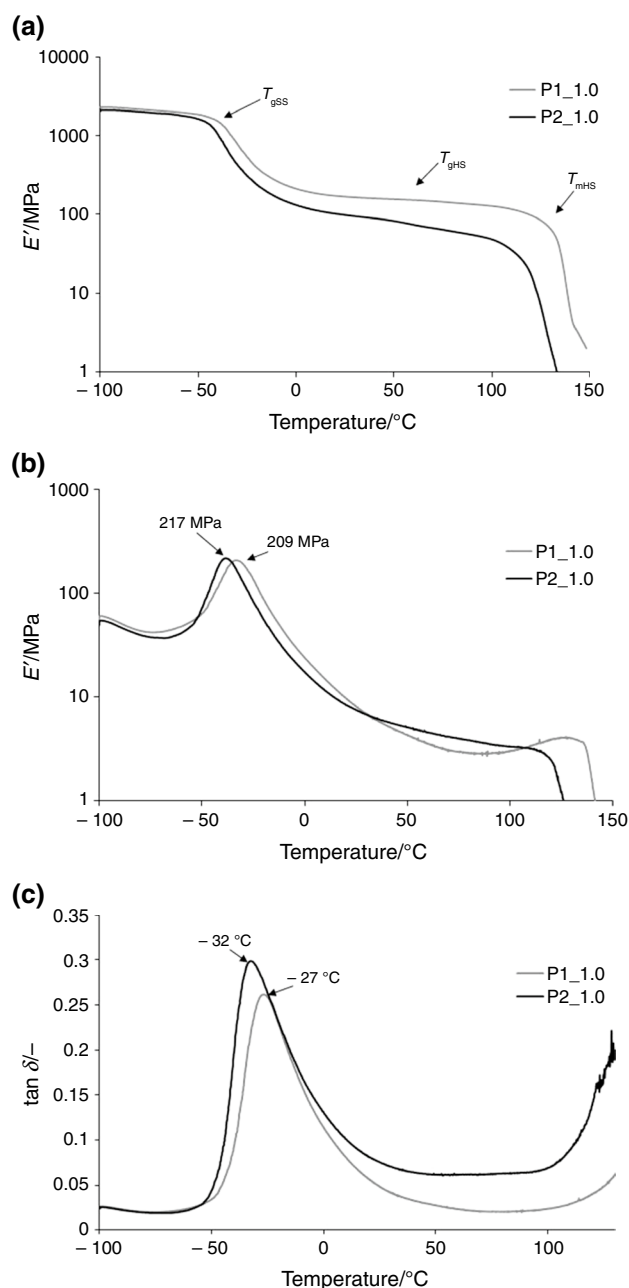 (a)
10000
1000
100
10
1
E′/MPa
TgSS
TgHS
TmHS
P1_1.0
P2_1.0
– 100
– 50
0
50
100
150
Temperature/°C
(b)
1000
100
10
1
E′/MPa
217 MPa
209 MPa
P1_1.0
P2_1.0
– 100
– 50
0
50
100
150
Temperature/°C
(c)
0.35
0.3
0.25
0.2
0.15
0.1
0.05
0
tan δ/–
– 32 °C
– 27 °C
P1_1.0
P2_1.0
– 100
– 50
0
50
100
Temperature/°C